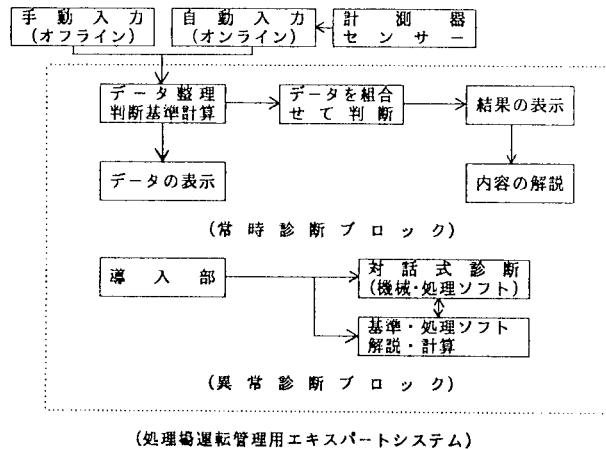 手動入力
(オフライン)
自動入力
(オンライン)
計測器
センサー
データ整理
判断基準計算
データを組合
せて判断
結果の表示
データの表示
内容の解説
(常時診断ブロック)
導入部
対話式診断
(機械・処理ソフト)
基準・処理ソフト
解説・計算
(異常診断ブロック)
(処理場運転管理用エキスパートシステム)